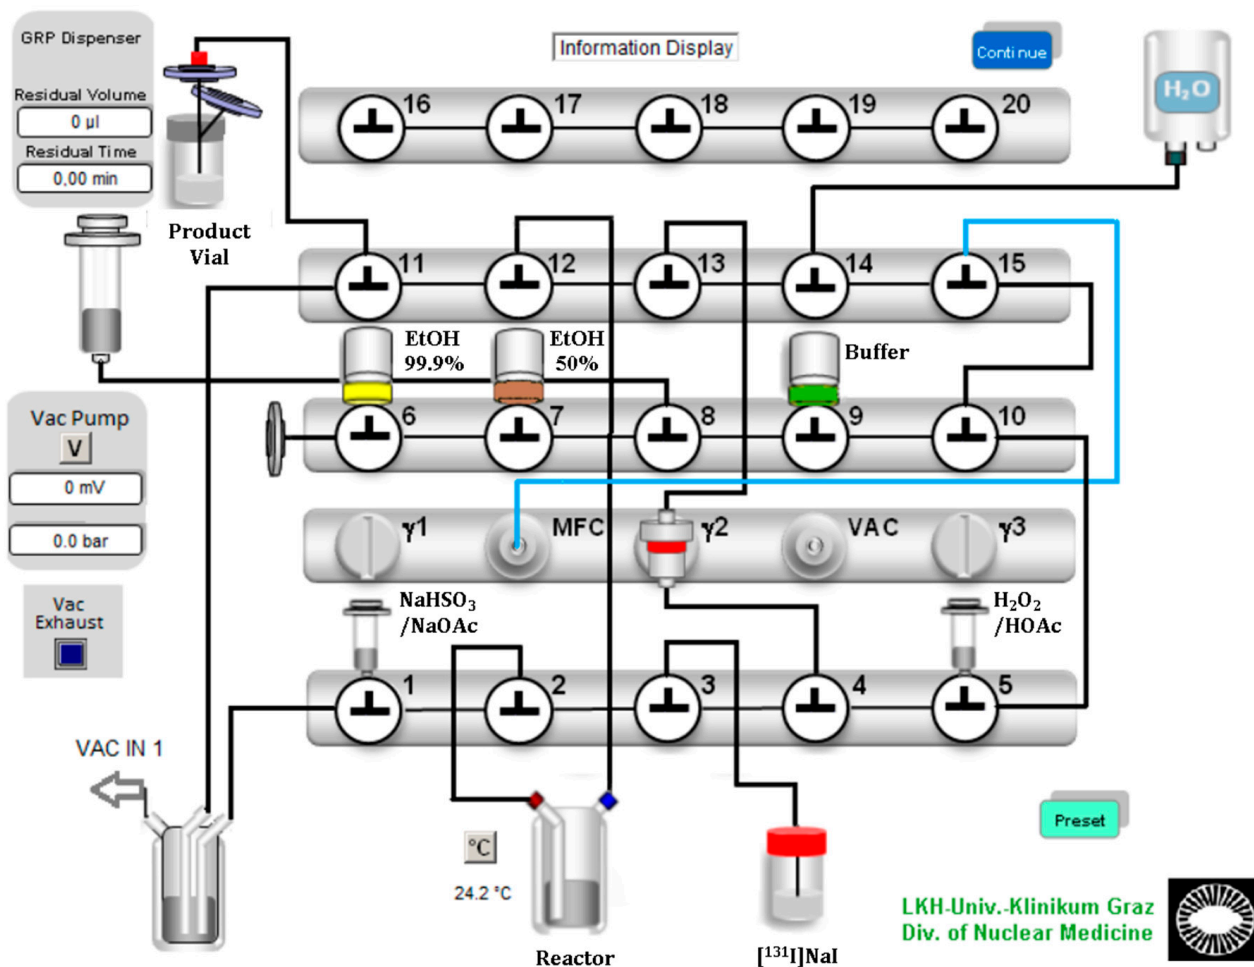 GRP Dispenser
Residual Volume
0 µl
Residual Time
0,00 min
Information Display
Continue
H₂O
16 17 18 19 20
Product
Vial
11 12 13 14 15
EtOH
99.9%
EtOH
50%
Buffer
Vac Pump
V
0 mV
0.0 bar
6 7 8 9 10
γ1 MFC γ2 VAC γ3
Vac
Exhaust
NaHSO₃
/NaOAc
H₂O₂
/HOAc
1 2 3 4 5
VAC IN 1
°C
24.2 °C
Preset
Reactor
[¹³¹I]NaI
LKH-Univ.-Klinikum Graz
Div. of Nuclear Medicine